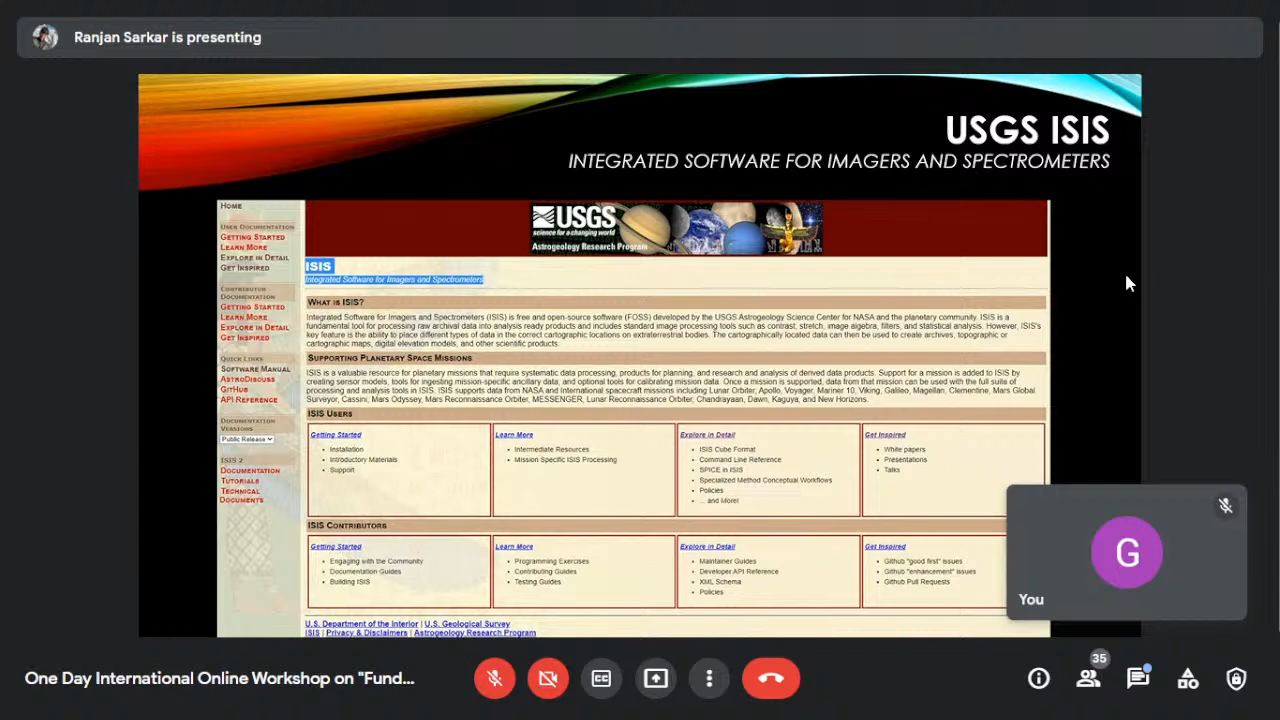 Ranjan Sarkar is presenting
USGS ISIS
INTEGRATED SOFTWARE FOR IMAGERS AND SPECTROMETERS
HOME
USER DOCUMENTATION
GETTING STARTED
LEARN MORE
EXPLORE IN DETAIL
GET INSPIRED
CONTRIBUTOR
DOCUMENTATION
GETTING STARTED
LEARN MORE
EXPLORE IN DETAIL
GET INSPIRED
QUICK LINKS
SOFTWARE MANUAL
ASTRODISCUSS
GITHUB
API REFERENCE
DOCUMENTATION
VERSIONS
Public Release
ISIS 2
DOCUMENTATION
TUTORIALS
TECHNICAL
DOCUMENTS
USGS
science for a changing world
Astrogeology Research Program
ISIS
Integrated Software for Imagers and Spectrometers
WHAT IS ISIS?
Integrated Software for Imagers and Spectrometers (ISIS) is free and open-source software (FOSS) developed by the USGS Astrogeology Science Center for NASA and the planetary community. ISIS is a
fundamental tool for processing raw archival data into analysis ready products and includes standard image processing tools such as contrast, stretch, image algebra, filters, and statistical analysis. However, ISIS's
key feature is the ability to place different types of data in the correct cartographic locations on extraterrestrial bodies. The cartographically located data can then be used to create archives, topographic or
cartographic maps, digital elevation models, and other scientific products.
SUPPORTING PLANETARY SPACE MISSIONS
ISIS is a valuable resource for planetary missions that require systematic data processing, products for planning, and research and analysis of derived data products. Support for a mission is added to ISIS by
creating sensor models, tools for ingesting mission-specific ancillary data, and optional tools for calibrating mission data. Once a mission is supported, data from that mission can be used with the full suite of
processing and analysis tools in ISIS. ISIS supports data from NASA and International spacecraft missions including Lunar Orbiter, Apollo, Voyager, Mariner 10, Viking, Galileo, Magellan, Clementine, Mars Global
Surveyor, Cassini, Mars Odyssey, Mars Reconnaissance Orbiter, MESSENGER, Lunar Reconnaissance Orbiter, Chandrayaan, Dawn, Kaguya, and New Horizons.
ISIS USERS
Getting Started
Installation
Introductory Materials
Support
Learn More
Intermediate Resources
Mission Specific ISIS Processing
Explore in Detail
ISIS Cube Format
Command Line Reference
SPICE in ISIS
Specialized Method Conceptual Workflows
Policies
... and More!
Get Inspired
White papers
Presentations
Talks
ISIS CONTRIBUTORS
Getting Started
Engaging with the Community
Documentation Guides
Building ISIS
Learn More
Programming Exercises
Contributing Guides
Testing Guides
Explore in Detail
Maintainer Guides
Developer API Reference
XML Schema
Policies
Get Inspired
Github "good first" issues
Github "enhancement" issues
Github Pull Requests
U.S. Department of the Interior | U.S. Geological Survey
ISIS | Privacy & Disclaimers | Astrogeology Research Program
G
You
One Day International Online Workshop on "Fund...
CC
35